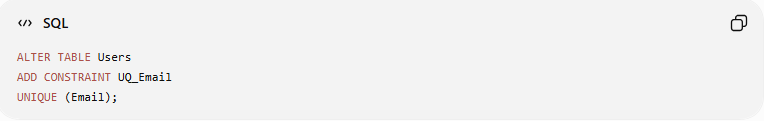 SQL
ALTER TABLE Users
ADD CONSTRAINT UQ_Email
UNIQUE (Email);